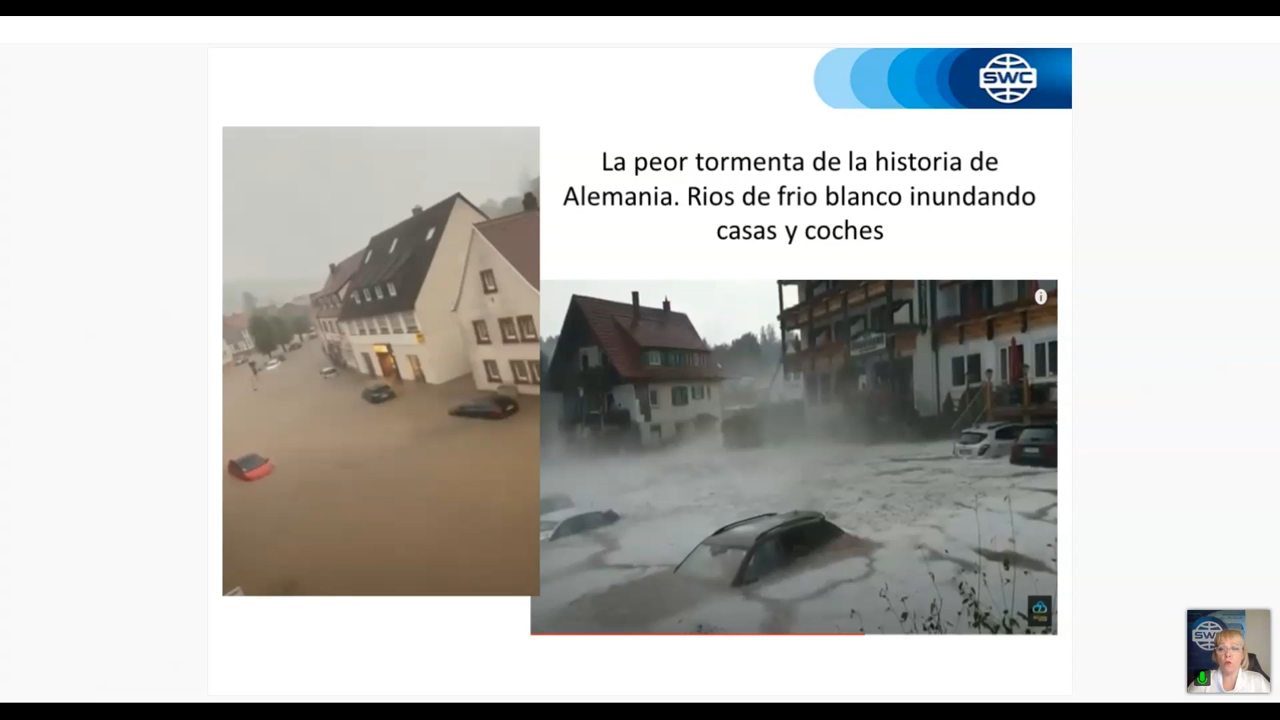 SWC
La peor tormenta de la historia de
Alemania. Rios de frio blanco inundando
casas y coches